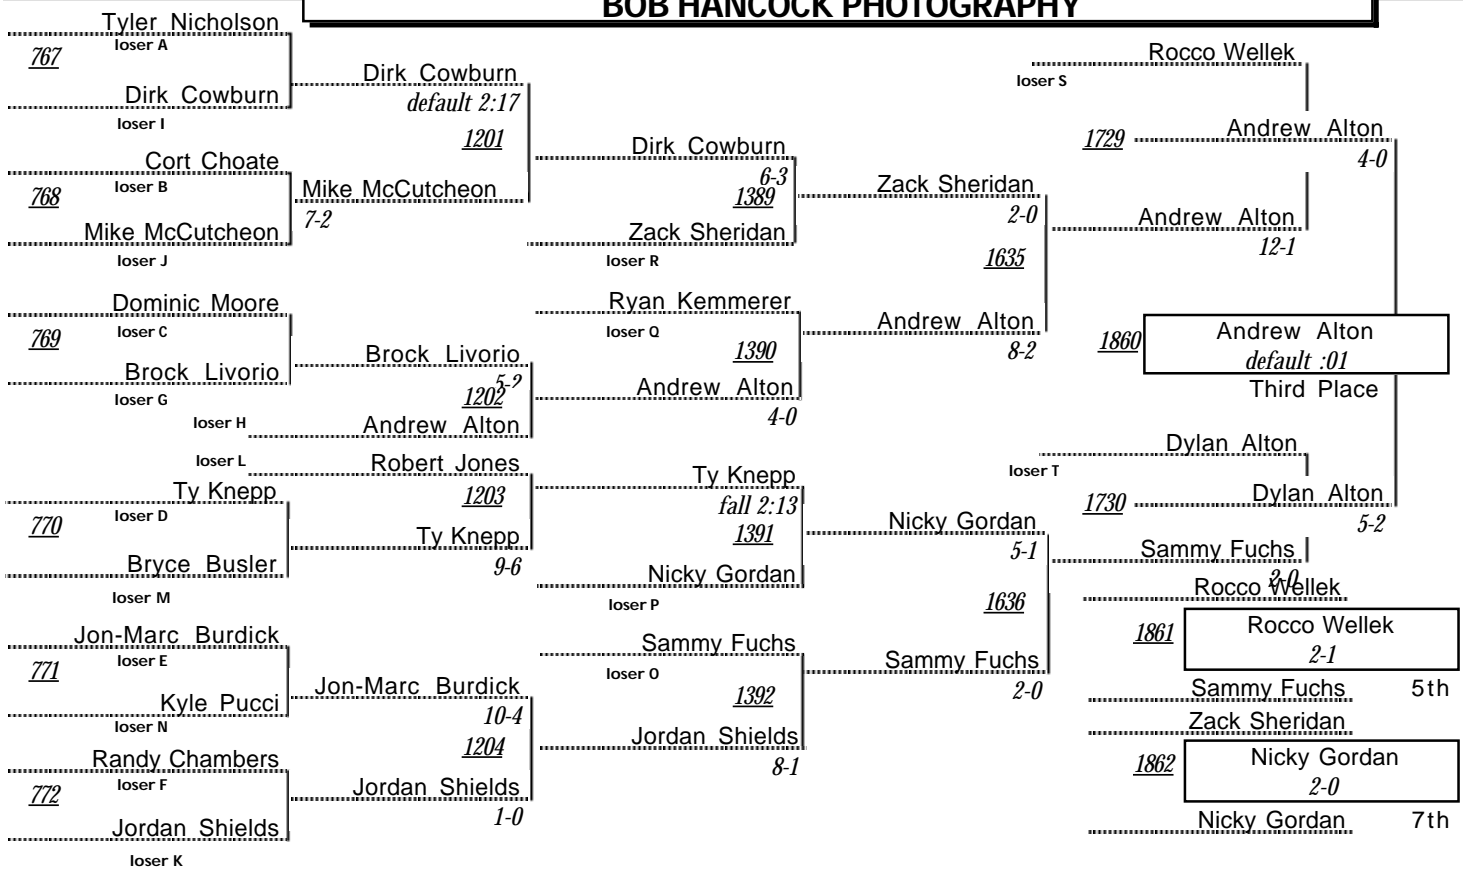 BOB HANCOCK PHOTOGRAPHY
Tyler Nicholson
loser A
767
Dirk Cowburn
loser I
Cort Choate
loser B
768
Mike McCutcheon
loser J
Dominic Moore
loser C
769
Brock Livorio
loser G
loser H
loser L
Ty Knepp
loser D
770
Bryce Busler
loser M
Jon-Marc Burdick
loser E
771
Kyle Pucci
loser N
Randy Chambers
loser F
772
Jordan Shields
loser K
Dirk Cowburn
default 2:17
1201
Mike McCutcheon
7-2
Brock Livorio
5-2
1202
Andrew Alton
Robert Jones
1203
Ty Knepp
9-6
Jon-Marc Burdick
10-4
1204
Jordan Shields
1-0
Dirk Cowburn
6-3
1389
Zack Sheridan
loser R
Ryan Kemmerer
loser Q
1390
Andrew Alton
4-0
Ty Knepp
fall 2:13
1391
Nicky Gordan
loser P
Sammy Fuchs
loser O
1392
Jordan Shields
8-1
Zack Sheridan
2-0
1635
Andrew Alton
8-2
Nicky Gordan
5-1
1636
Sammy Fuchs
2-0
Rocco Wellek
loser S
1729
Andrew Alton
4-0
Andrew Alton
12-1
1860
Andrew Alton
default :01
Third Place
Dylan Alton
loser T
1730
Dylan Alton
5-2
Sammy Fuchs
2-0
Rocco Wellek
1861
Rocco Wellek
2-1
Sammy Fuchs 5th
Zack Sheridan
1862
Nicky Gordan
2-0
Nicky Gordan 7th